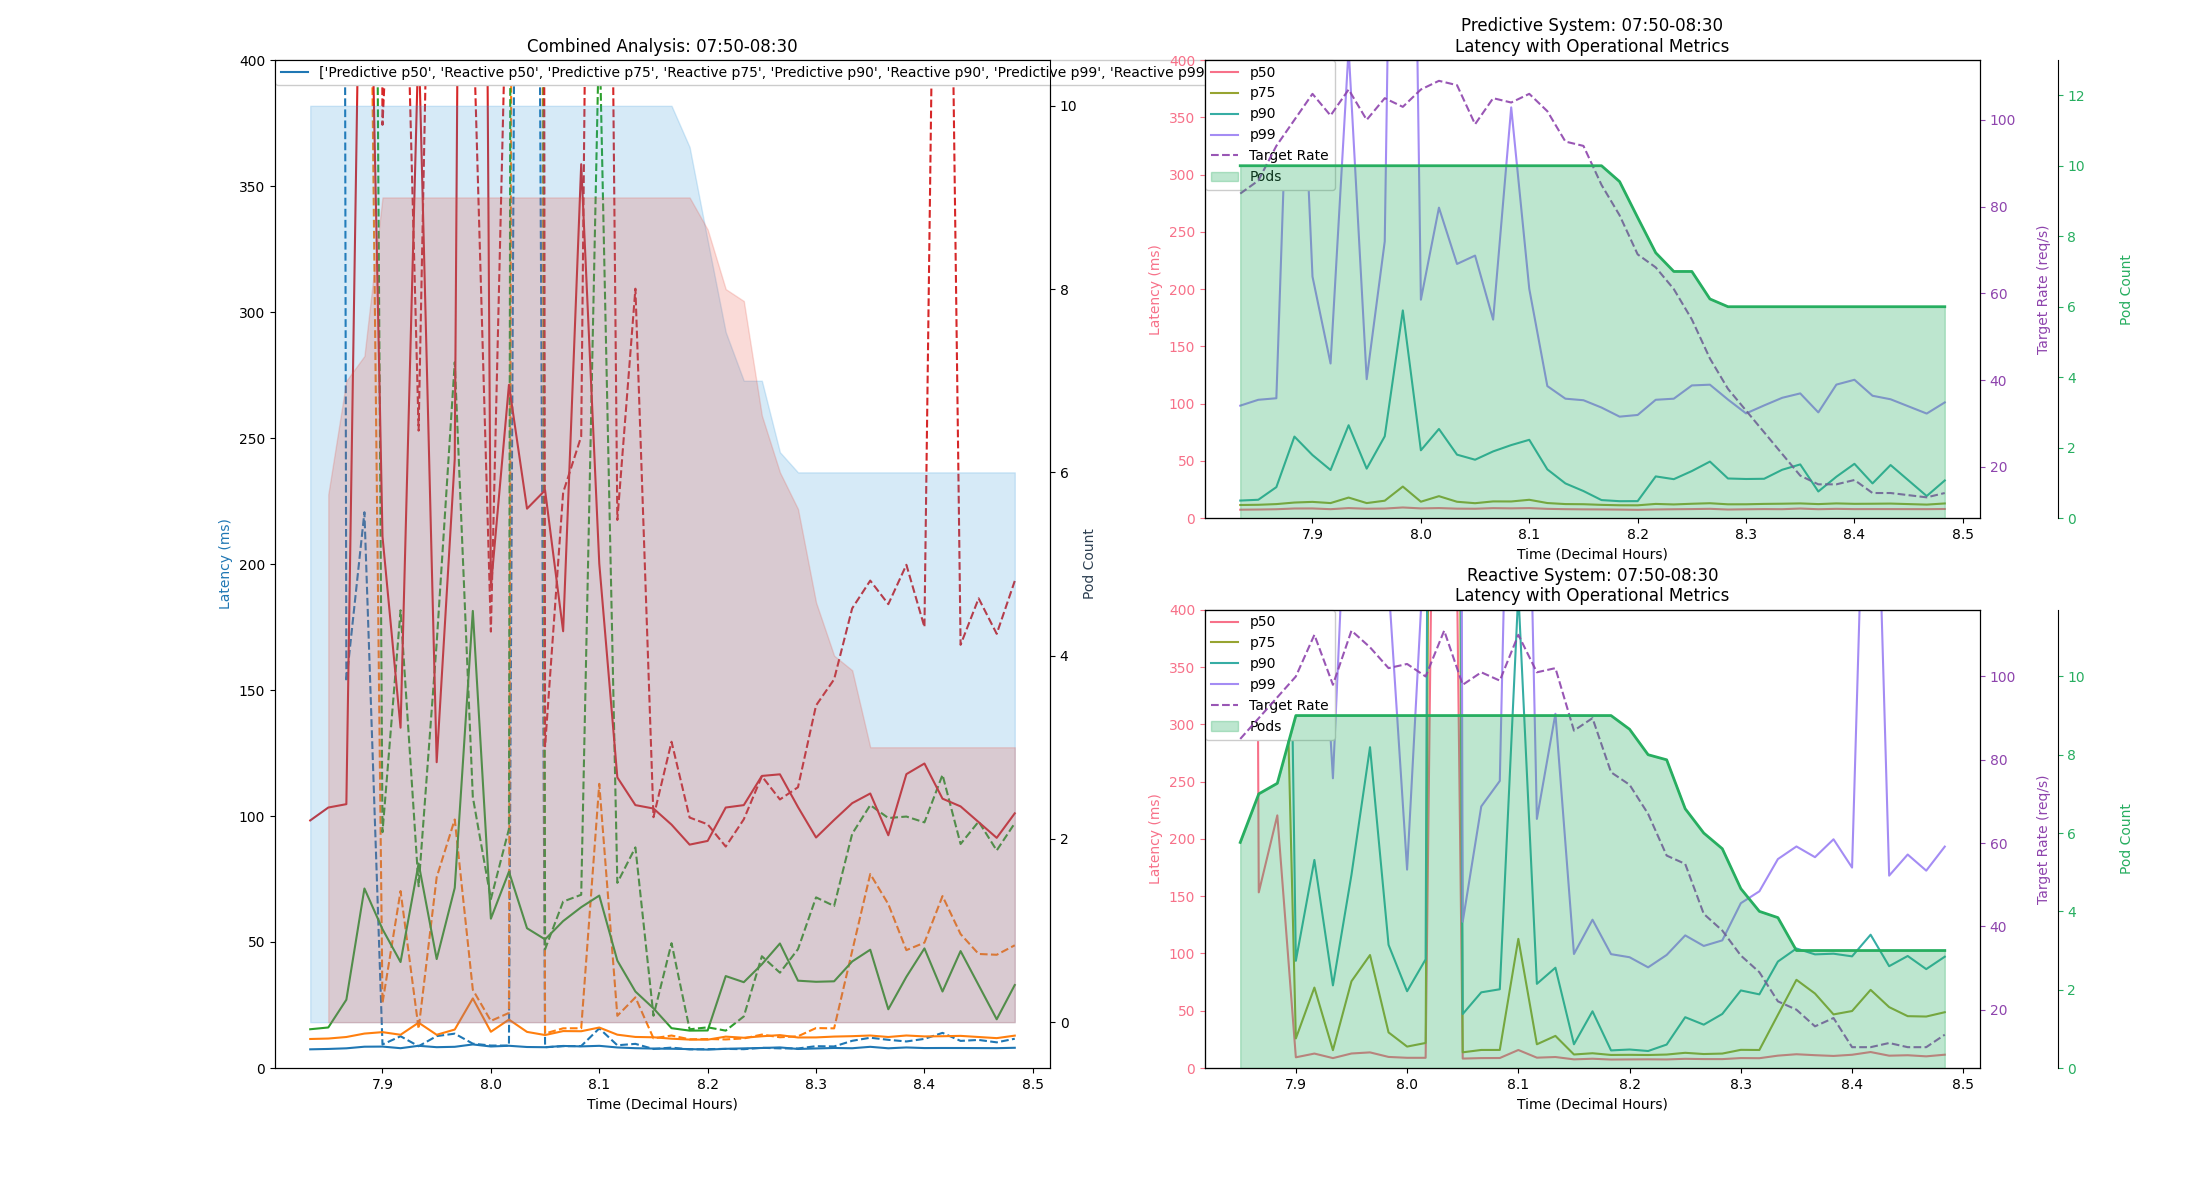 Combined Analysis: 07:50-08:30
['Predictive p50', 'Reactive p50', 'Predictive p75', 'Reactive p75', 'Predictive p90', 'Reactive p90', 'Predictive p99', 'Reactive p99
400
350
300
250
200
150
100
50
0
Latency (ms)
10
8
6
4
2
0
Pod Count
7.9 8.0 8.1 8.2 8.3 8.4 8.5
Time (Decimal Hours)
Predictive System: 07:50-08:30
Latency with Operational Metrics
p50
p75
p90
p99
Target Rate
Pods
400
350
300
250
200
150
100
50
0
Latency (ms)
100
80
60
40
20
Target Rate (req/s)
12
10
8
6
4
2
0
Pod Count
7.9 8.0 8.1 8.2 8.3 8.4 8.5
Time (Decimal Hours)
Reactive System: 07:50-08:30
Latency with Operational Metrics
p50
p75
p90
p99
Target Rate
Pods
400
350
300
250
200
150
100
50
0
Latency (ms)
100
80
60
40
20
Target Rate (req/s)
10
8
6
4
2
0
Pod Count
7.9 8.0 8.1 8.2 8.3 8.4 8.5
Time (Decimal Hours)